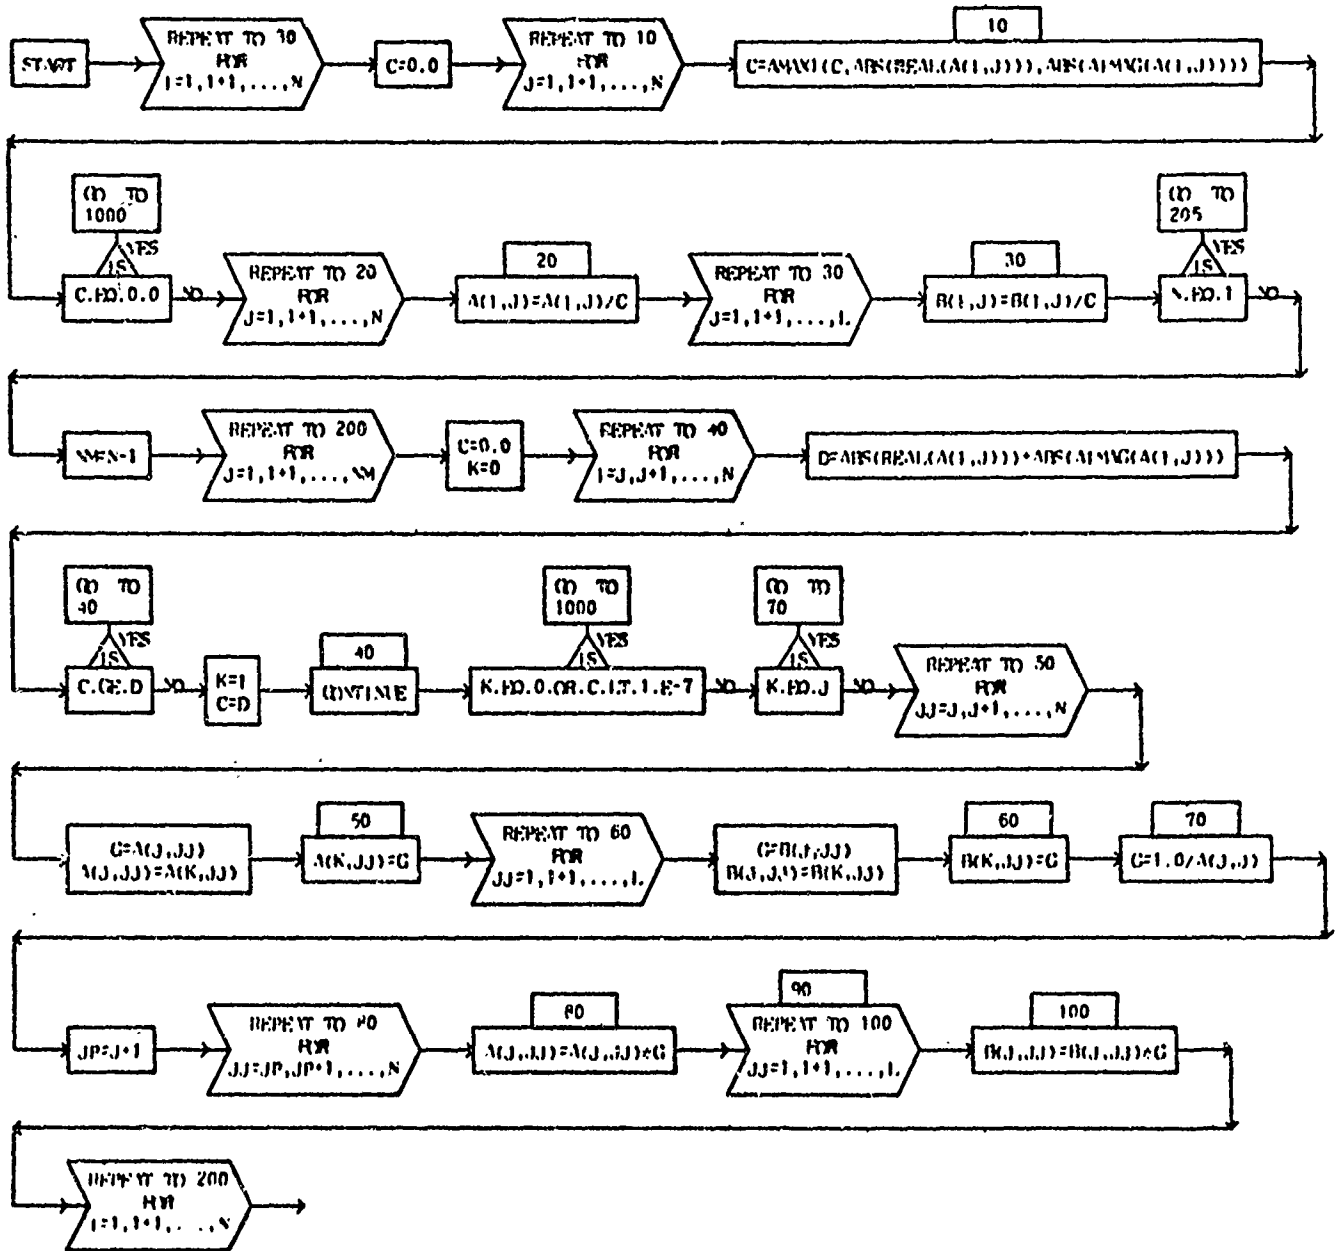 START
REPEAT TO 30
FOR
I=1,1+1,...,N
C=0.0
REPEAT TO 10
FOR
J=1,1+1,...,N
10
C=AMAX1(C,ABS(REAL(A(I,J))),ABS(AIMAG(A(I,J))))
GO TO
1000
YES
IS
C.EQ.0.0
NO
REPEAT TO 20
FOR
J=1,1+1,...,N
20
A(I,J)=A(I,J)/C
REPEAT TO 30
FOR
J=1,1+1,...,L
30
B(I,J)=B(I,J)/C
GO TO
205
YES
IS
N.EQ.1
NO
NM=N-1
REPEAT TO 200
FOR
J=1,1+1,...,NM
C=0.0
K=0
REPEAT TO 40
FOR
I=J,J+1,...,N
D=ABS(REAL(A(I,J)))+ABS(AIMAG(A(I,J)))
GO TO
40
YES
IS
C.GE.D
NO
K=I
C=D
40
CONTINUE
GO TO
1000
YES
IS
K.EQ.0.OR.C.LT.1.E-7
NO
GO TO
70
YES
IS
K.EQ.J
NO
REPEAT TO 50
FOR
JJ=J,J+1,...,N
G=A(J,JJ)
A(J,JJ)=A(K,JJ)
50
A(K,JJ)=G
REPEAT TO 60
FOR
JJ=1,1+1,...,L
G=B(J,JJ)
B(J,JJ)=B(K,JJ)
60
B(K,JJ)=G
70
G=1.0/A(J,J)
JP=J+1
REPEAT TO 80
FOR
JJ=JP,JP+1,...,N
80
A(J,JJ)=A(J,JJ)*G
90
REPEAT TO 100
FOR
JJ=1,1+1,...,L
100
B(J,JJ)=B(J,JJ)*G
REPEAT TO 200
FOR
I=1,1+1,...,N